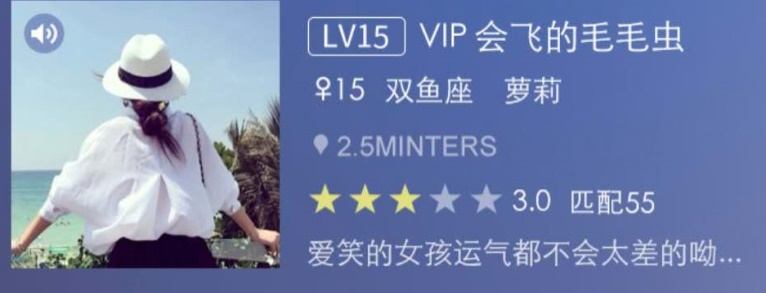 LV15 VIP 会飞的毛毛虫
♀15 双鱼座 萝莉
2.5MINTERS
3.0 匹配55
爱笑的女孩运气都不会太差的呦...